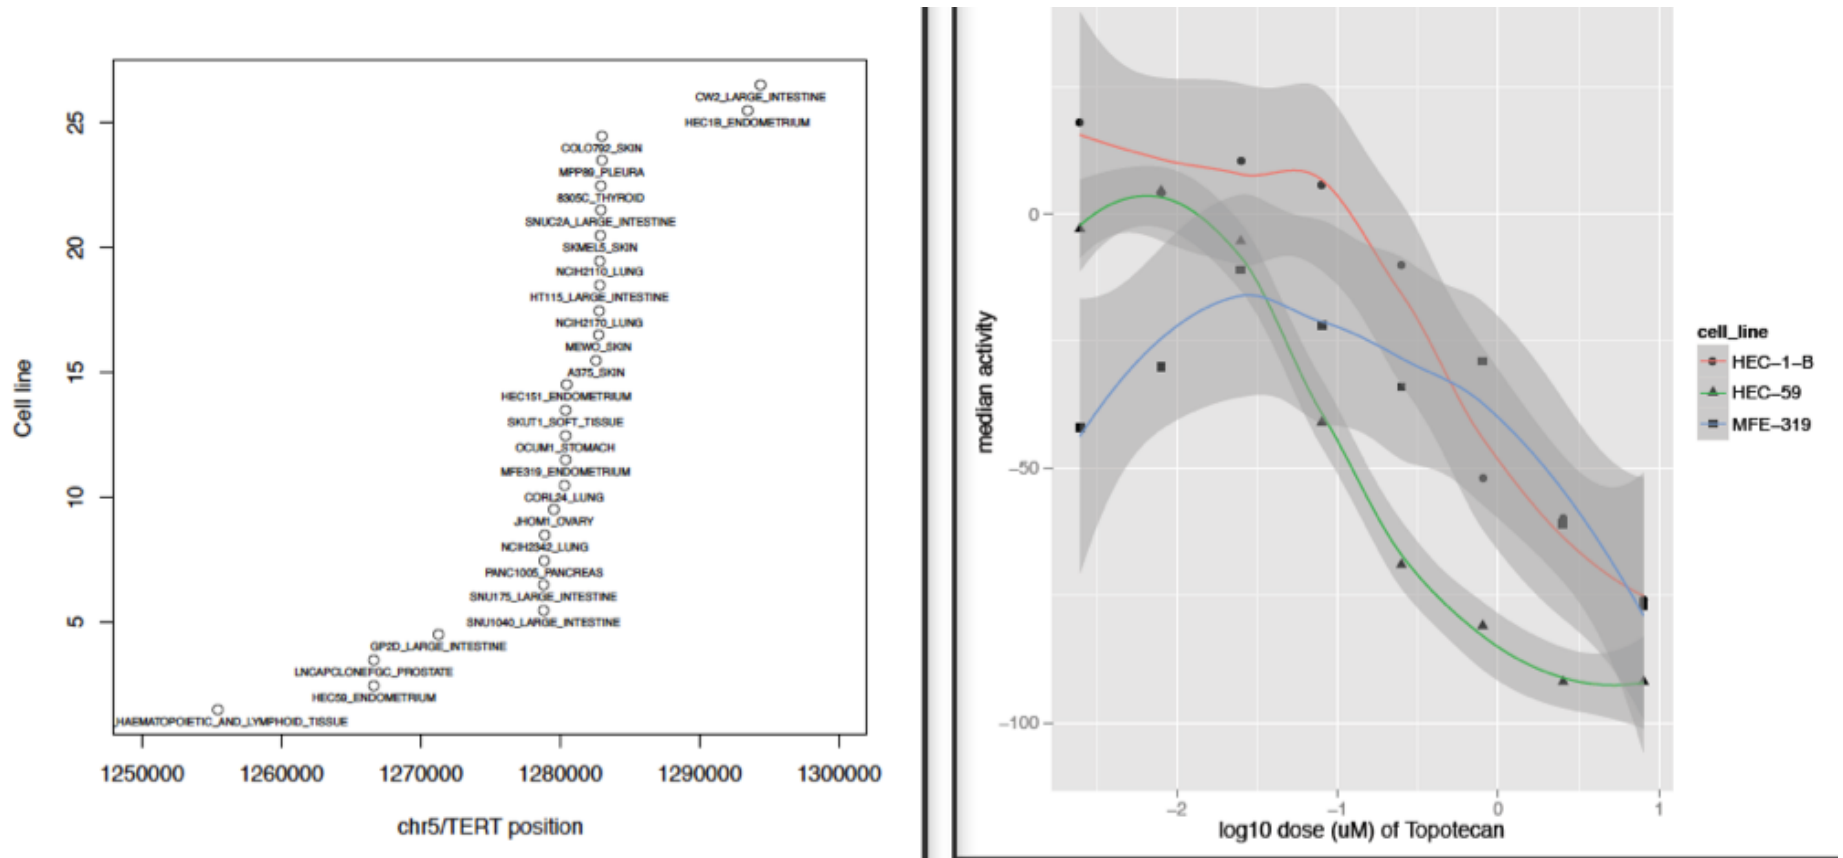 25
20
15
10
5
Cell line
CW2_LARGE_INTESTINE
HEC1B_ENDOMETRIUM
COLO792_SKIN
MPP89_PLEURA
8305C_THYROID
SNUC2A_LARGE_INTESTINE
SKMEL5_SKIN
NCIH2110_LUNG
HT115_LARGE_INTESTINE
NCIH2170_LUNG
MEWO_SKIN
A375_SKIN
HEC151_ENDOMETRIUM
SKUT1_SOFT_TISSUE
OCUM1_STOMACH
MFE319_ENDOMETRIUM
CORL24_LUNG
JHOM1_OVARY
NCIH2342_LUNG
PANC1005_PANCREAS
SNU175_LARGE_INTESTINE
SNU1040_LARGE_INTESTINE
GP2D_LARGE_INTESTINE
LNCAPCLONEFGC_PROSTATE
HEC59_ENDOMETRIUM
_HAEMATOPOIETIC_AND_LYMPHOID_TISSUE
1250000 1260000 1270000 1280000 1290000 1300000
chr5/TERT position
0
−50
−100
median activity
−2 −1 0 1
log10 dose (uM) of Topotecan
cell_line
HEC−1−B
HEC−59
MFE−319